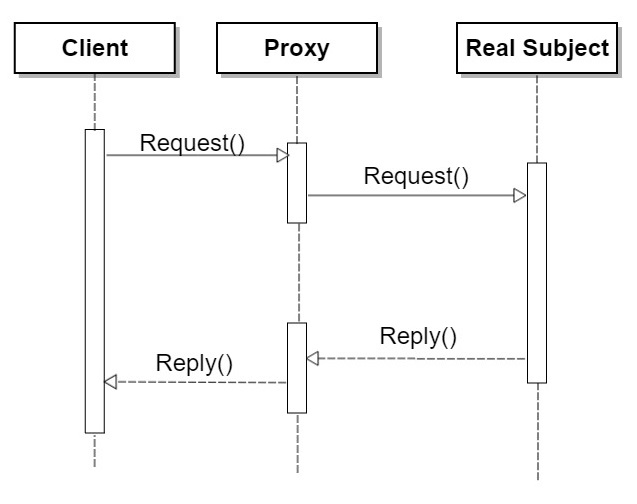 Client
Proxy
Real Subject
Request()
Request()
Reply()
Reply()